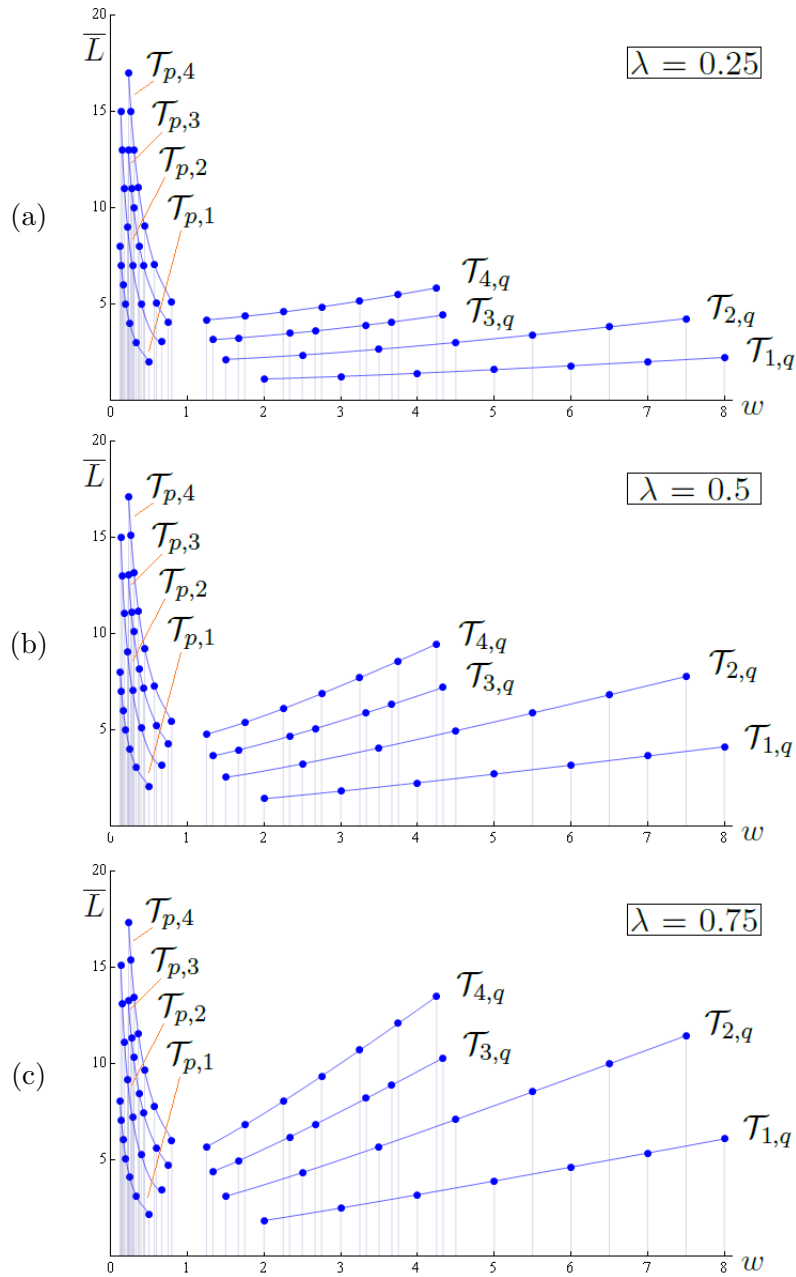 20
L̅
𝒯p,4
λ = 0.25
15
𝒯p,3
𝒯p,2
(a)
10
𝒯p,1
𝒯4,q
5
𝒯3,q
𝒯2,q
𝒯1,q
0 1 2 3 4 5 6 7 8 w
20
L̅
𝒯p,4
λ = 0.5
15
𝒯p,3
𝒯p,2
(b)
10
𝒯p,1
𝒯4,q
𝒯3,q
𝒯2,q
5
𝒯1,q
0 1 2 3 4 5 6 7 8 w
20
L̅
𝒯p,4
λ = 0.75
15
𝒯p,3
𝒯4,q
𝒯p,2
𝒯2,q
(c)
10
𝒯p,1
𝒯3,q
𝒯1,q
5
0 1 2 3 4 5 6 7 8 w